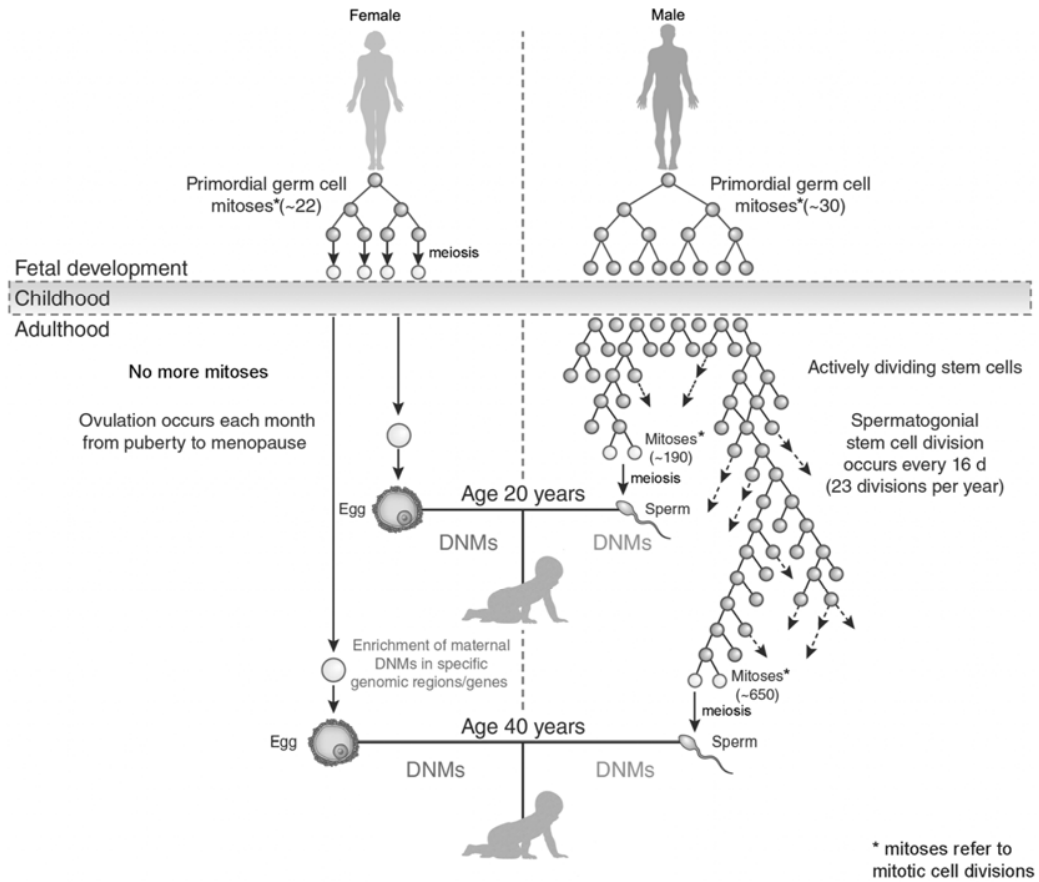 Female
Male
Primordial germ cell
mitoses*(~22)
Primordial germ cell
mitoses*(~30)
meiosis
Fetal development
Childhood
Adulthood
No more mitoses
Ovulation occurs each month
from puberty to menopause
Actively dividing stem cells
Spermatogonial
stem cell division
occurs every 16 d
(23 divisions per year)
Mitoses*
(~190)
meiosis
Egg
Age 20 years
Sperm
DNMs
DNMs
Enrichment of maternal
DNMs in specific
genomic regions/genes
Mitoses*
(~650)
meiosis
Egg
Age 40 years
Sperm
DNMs
DNMs
* mitoses refer to
mitotic cell divisions